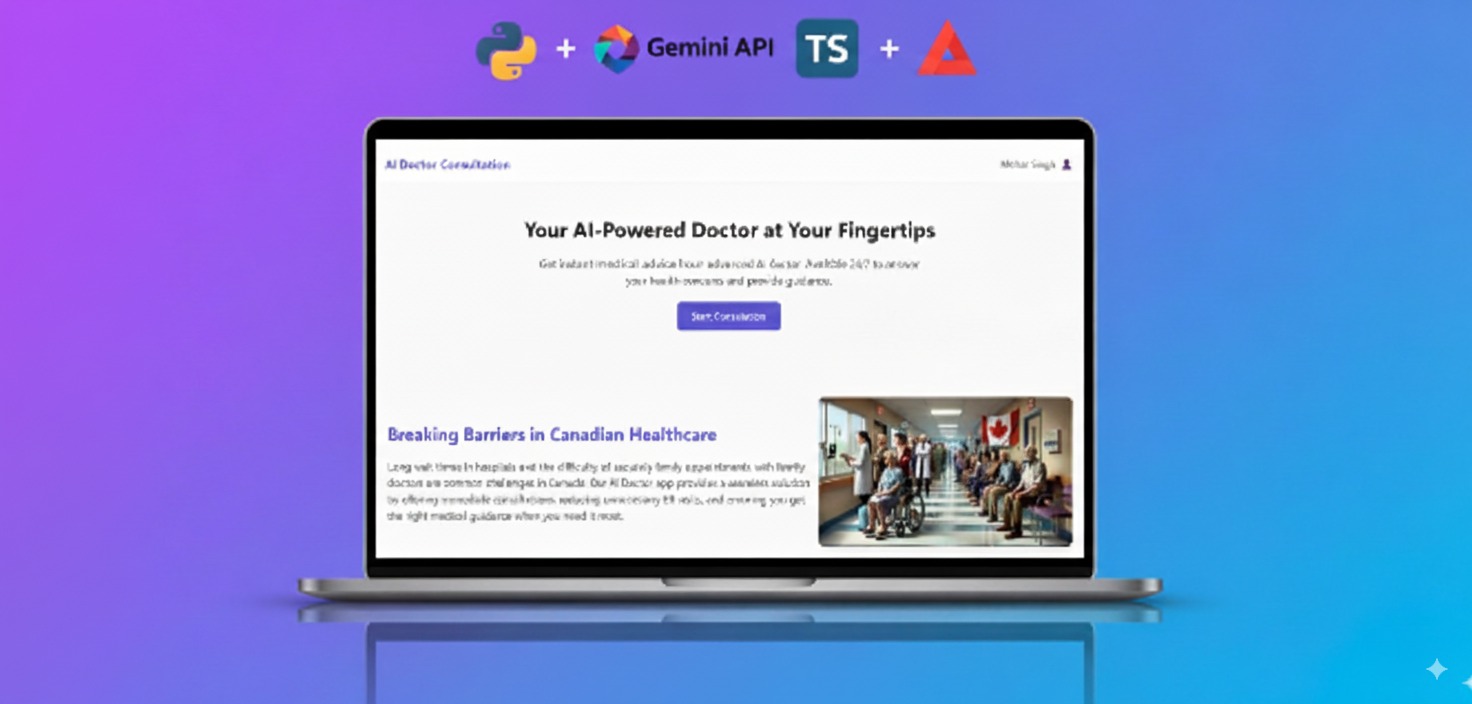 + Gemini API TS +
AI Doctor Consultation
Your AI-Powered Doctor at Your Fingertips
Get instant medical advice from advanced AI doctor. Available 24/7 to answer
your health concerns and provide guidance.
Start Consultation
Breaking Barriers in Canadian Healthcare
Long wait times in hospitals and the difficulty of securely family appointments with family
doctors are common challenges in Canada. Our AI Doctor app provides a seamless solution
by offering immediate consultations, reducing unnecessary ER visits, and ensuring you get
the right medical guidance when you need it most.